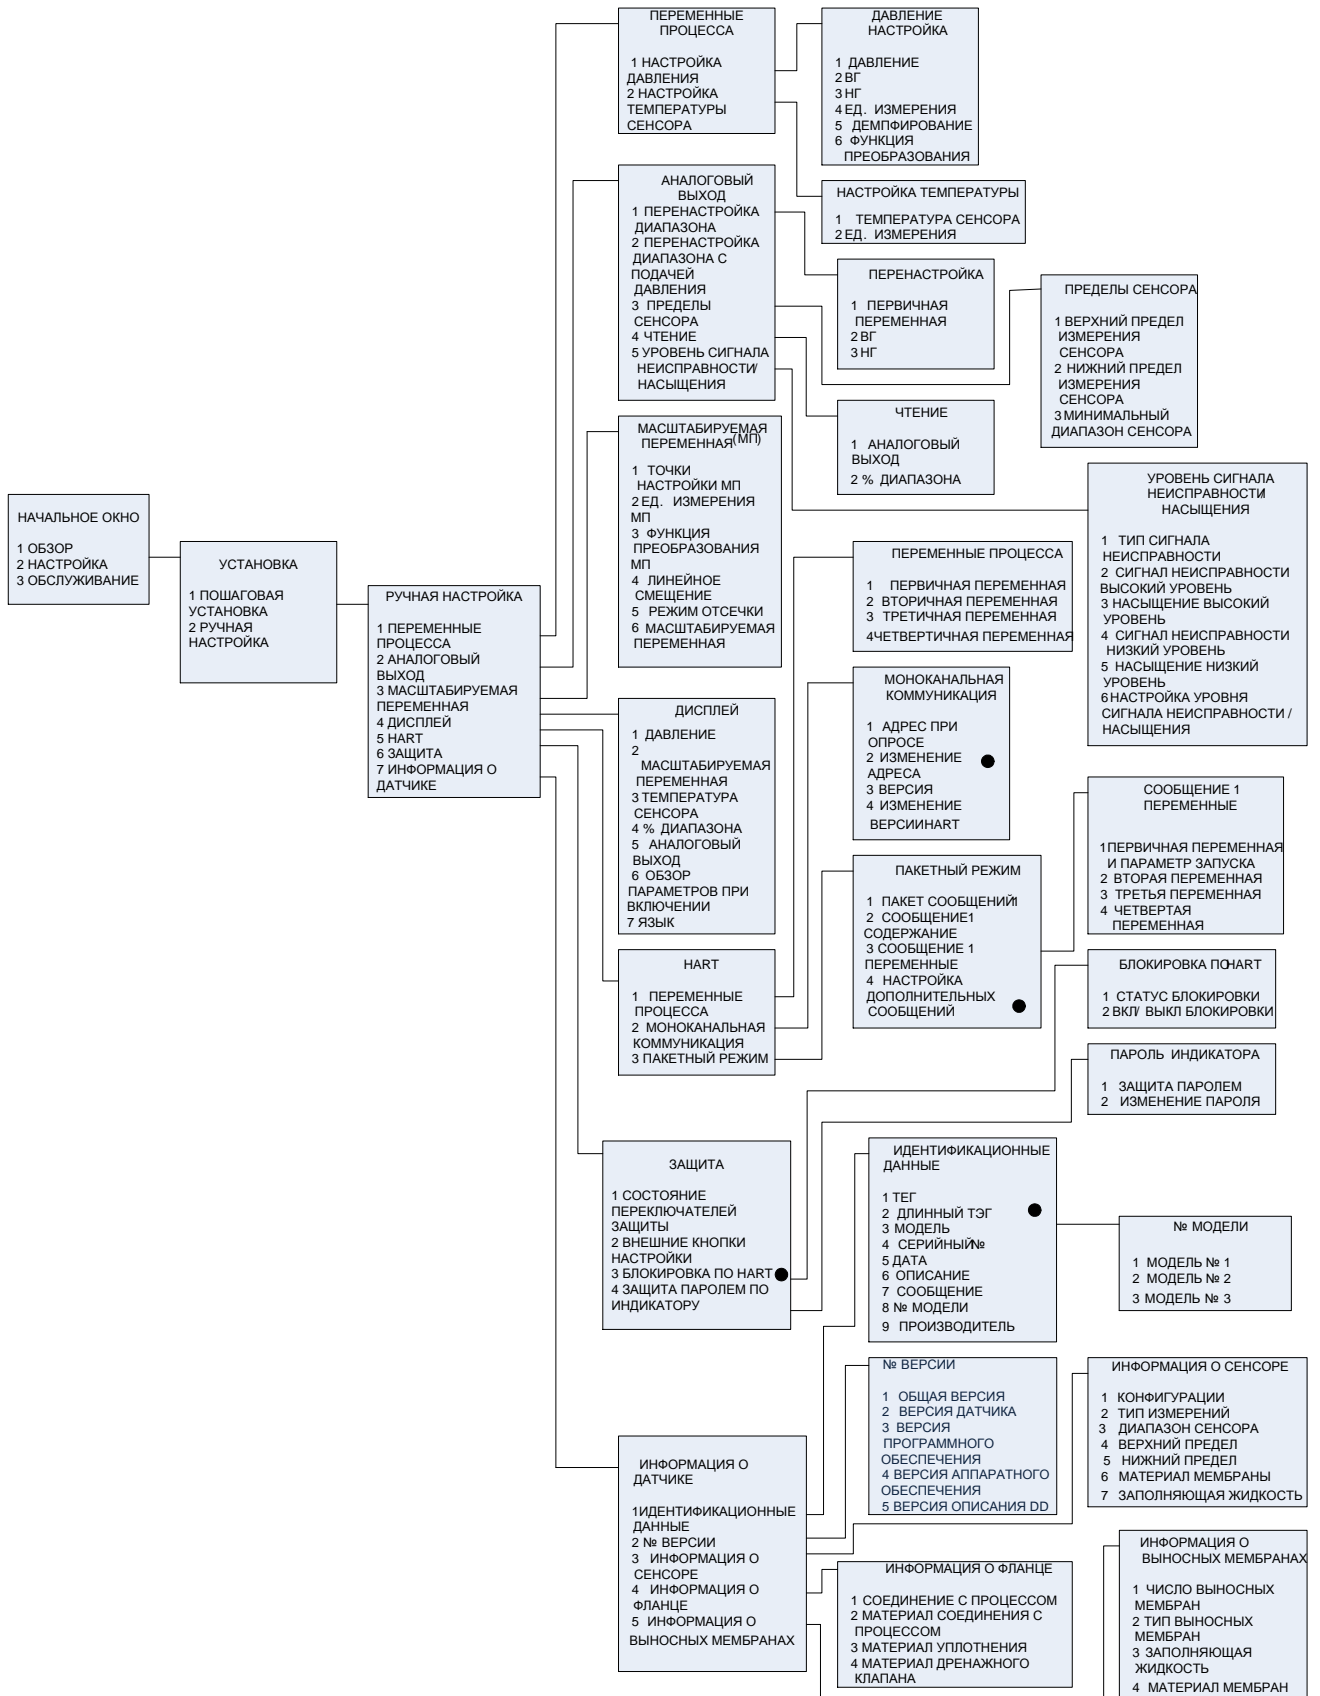 НАЧАЛЬНОЕ ОКНО
1 ОБЗОР
2 НАСТРОЙКА
3 ОБСЛУЖИВАНИЕ
УСТАНОВКА
1 ПОШАГОВАЯ
УСТАНОВКА
2 РУЧНАЯ
НАСТРОЙКА
РУЧНАЯ НАСТРОЙКА
1 ПЕРЕМЕННЫЕ
ПРОЦЕССА
2 АНАЛОГОВЫЙ
ВЫХОД
3 МАСШТАБИРУЕМАЯ
ПЕРЕМЕННАЯ
4 ДИСПЛЕЙ
5 HART
6 ЗАЩИТА
7 ИНФОРМАЦИЯ О
ДАТЧИКЕ
ПЕРЕМЕННЫЕ
ПРОЦЕССА
1 НАСТРОЙКА
ДАВЛЕНИЯ
2 НАСТРОЙКА
ТЕМПЕРАТУРЫ
СЕНСОРА
ДАВЛЕНИЕ
НАСТРОЙКА
1 ДАВЛЕНИЕ
2 ВГ
3 НГ
4 ЕД. ИЗМЕРЕНИЯ
5 ДЕМПФИРОВАНИЕ
6 ФУНКЦИЯ
ПРЕОБРАЗОВАНИЯ
НАСТРОЙКА ТЕМПЕРАТУРЫ
1 ТЕМПЕРАТУРА СЕНСОРА
2 ЕД. ИЗМЕРЕНИЯ
АНАЛОГОВЫЙ
ВЫХОД
1 ПЕРЕНАСТРОЙКА
ДИАПАЗОНА
2 ПЕРЕНАСТРОЙКА
ДИАПАЗОНА С
ПОДАЧЕЙ
ДАВЛЕНИЯ
3 ПРЕДЕЛЫ
СЕНСОРА
4 ЧТЕНИЕ
5 УРОВЕНЬ СИГНАЛА
НЕИСПРАВНОСТИ/
НАСЫЩЕНИЯ
ПЕРЕНАСТРОЙКА
1 ПЕРВИЧНАЯ
ПЕРЕМЕННАЯ
2 ВГ
3 НГ
ПРЕДЕЛЫ СЕНСОРА
1 ВЕРХНИЙ ПРЕДЕЛ
ИЗМЕРЕНИЯ
СЕНСОРА
2 НИЖНИЙ ПРЕДЕЛ
ИЗМЕРЕНИЯ
СЕНСОРА
3 МИНИМАЛЬНЫЙ
ДИАПАЗОН СЕНСОРА
ЧТЕНИЕ
1 АНАЛОГОВЫЙ
ВЫХОД
2 % ДИАПАЗОНА
УРОВЕНЬ СИГНАЛА
НЕИСПРАВНОСТИ/
НАСЫЩЕНИЯ
1 ТИП СИГНАЛА
НЕИСПРАВНОСТИ
2 СИГНАЛ НЕИСПРАВНОСТИ
ВЫСОКИЙ УРОВЕНЬ
3 НАСЫЩЕНИЕ ВЫСОКИЙ
УРОВЕНЬ
4 СИГНАЛ НЕИСПРАВНОСТИ
НИЗКИЙ УРОВЕНЬ
5 НАСЫЩЕНИЕ НИЗКИЙ
УРОВЕНЬ
6 НАСТРОЙКА УРОВНЯ
СИГНАЛА НЕИСПРАВНОСТИ /
НАСЫЩЕНИЯ
МАСШТАБИРУЕМАЯ
ПЕРЕМЕННАЯ (МП)
1 ТОЧКИ
НАСТРОЙКИ МП
2 ЕД. ИЗМЕРЕНИЯ
МП
3 ФУНКЦИЯ
ПРЕОБРАЗОВАНИЯ
МП
4 ЛИНЕЙНОЕ
СМЕЩЕНИЕ
5 РЕЖИМ ОТСЕЧКИ
6 МАСШТАБИРУЕМАЯ
ПЕРЕМЕННАЯ
ДИСПЛЕЙ
1 ДАВЛЕНИЕ
2
МАСШТАБИРУЕМАЯ
ПЕРЕМЕННАЯ
3 ТЕМПЕРАТУРА
СЕНСОРА
4 % ДИАПАЗОНА
5 АНАЛОГОВЫЙ
ВЫХОД
6 ОБЗОР
ПАРАМЕТРОВ ПРИ
ВКЛЮЧЕНИИ
7 ЯЗЫК
HART
1 ПЕРЕМЕННЫЕ
ПРОЦЕССА
2 МОНОКАНАЛЬНАЯ
КОММУНИКАЦИЯ
3 ПАКЕТНЫЙ РЕЖИМ
ПЕРЕМЕННЫЕ ПРОЦЕССА
1 ПЕРВИЧНАЯ ПЕРЕМЕННАЯ
2 ВТОРИЧНАЯ ПЕРЕМЕННАЯ
3 ТРЕТИЧНАЯ ПЕРЕМЕННАЯ
4ЧЕТВЕРТИЧНАЯ ПЕРЕМЕННАЯ
МОНОКАНАЛЬНАЯ
КОММУНИКАЦИЯ
1 АДРЕС ПРИ
ОПРОСЕ
2 ИЗМЕНЕНИЕ
АДРЕСА
3 ВЕРСИЯ
4 ИЗМЕНЕНИЕ
ВЕРСИИHART
ПАКЕТНЫЙ РЕЖИМ
1 ПАКЕТ СООБЩЕНИЙ1
2 СООБЩЕНИЕ1
СОДЕРЖАНИЕ
3 СООБЩЕНИЕ 1
ПЕРЕМЕННЫЕ
4 НАСТРОЙКА
ДОПОЛНИТЕЛЬНЫХ
СООБЩЕНИЙ
СООБЩЕНИЕ 1
ПЕРЕМЕННЫЕ
1ПЕРВИЧНАЯ ПЕРЕМЕННАЯ
И ПАРАМЕТР ЗАПУСКА
2 ВТОРАЯ ПЕРЕМЕННАЯ
3 ТРЕТЬЯ ПЕРЕМЕННАЯ
4 ЧЕТВЕРТАЯ
ПЕРЕМЕННАЯ
БЛОКИРОВКА ПО HART
1 СТАТУС БЛОКИРОВКИ
2 ВКЛ/ ВЫКЛ БЛОКИРОВКИ
ПАРОЛЬ ИНДИКАТОРА
1 ЗАЩИТА ПАРОЛЕМ
2 ИЗМЕНЕНИЕ ПАРОЛЯ
ЗАЩИТА
1 СОСТОЯНИЕ
ПЕРЕКЛЮЧАТЕЛЕЙ
ЗАЩИТЫ
2 ВНЕШНИЕ КНОПКИ
НАСТРОЙКИ
3 БЛОКИРОВКА ПО HART
4 ЗАЩИТА ПАРОЛЕМ ПО
ИНДИКАТОРУ
ИДЕНТИФИКАЦИОННЫЕ
ДАННЫЕ
1 ТЕГ
2 ДЛИННЫЙ ТЭГ
3 МОДЕЛЬ
4 СЕРИЙНЫЙ№
5 ДАТА
6 ОПИСАНИЕ
7 СООБЩЕНИЕ
8 № МОДЕЛИ
9 ПРОИЗВОДИТЕЛЬ
№ МОДЕЛИ
1 МОДЕЛЬ № 1
2 МОДЕЛЬ № 2
3 МОДЕЛЬ № 3
№ ВЕРСИИ
1 ОБЩАЯ ВЕРСИЯ
2 ВЕРСИЯ ДАТЧИКА
3 ВЕРСИЯ
ПРОГРАММНОГО
ОБЕСПЕЧЕНИЯ
4 ВЕРСИЯ АППАРАТНОГО
ОБЕСПЕЧЕНИЯ
5 ВЕРСИЯ ОПИСАНИЯ DD
ИНФОРМАЦИЯ О СЕНСОРЕ
1 КОНФИГУРАЦИИ
2 ТИП ИЗМЕРЕНИЙ
3 ДИАПАЗОН СЕНСОРА
4 ВЕРХНИЙ ПРЕДЕЛ
5 НИЖНИЙ ПРЕДЕЛ
6 МАТЕРИАЛ МЕМБРАНЫ
7 ЗАПОЛНЯЮЩАЯ ЖИДКОСТЬ
ИНФОРМАЦИЯ О
ДАТЧИКЕ
1ИДЕНТИФИКАЦИОННЫЕ
ДАННЫЕ
2 № ВЕРСИИ
3 ИНФОРМАЦИЯ О
СЕНСОРЕ
4 ИНФОРМАЦИЯ О
ФЛАНЦЕ
5 ИНФОРМАЦИЯ О
ВЫНОСНЫХ МЕМБРАНАХ
ИНФОРМАЦИЯ О ФЛАНЦЕ
1 СОЕДИНЕНИЕ С ПРОЦЕССОМ
2 МАТЕРИАЛ СОЕДИНЕНИЯ С
ПРОЦЕССОМ
3 МАТЕРИАЛ УПЛОТНЕНИЯ
4 МАТЕРИАЛ ДРЕНАЖНОГО
КЛАПАНА
ИНФОРМАЦИЯ О
ВЫНОСНЫХ МЕМБРАНАХ
1 ЧИСЛО ВЫНОСНЫХ
МЕМБРАН
2 ТИП ВЫНОСНЫХ
МЕМБРАН
3 ЗАПОЛНЯЮЩАЯ
ЖИДКОСТЬ
4 МАТЕРИАЛ МЕМБРАН